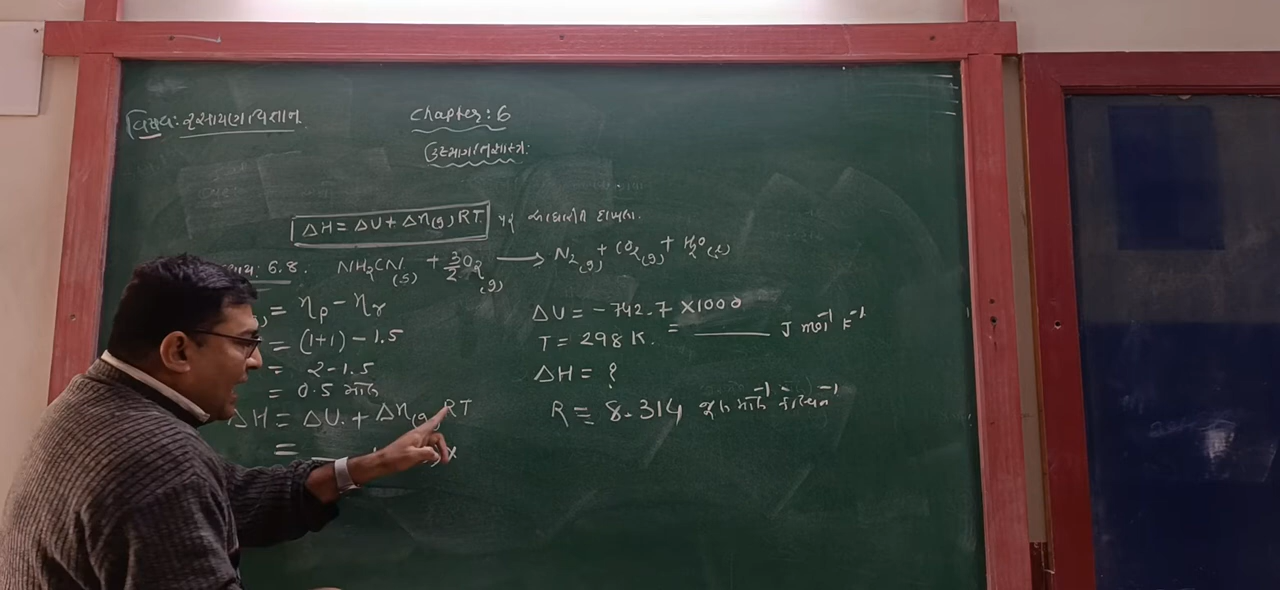 વિષય: રસાયણવિજ્ઞાન
Chapter: 6
ઉષ્માગતિશાસ્ત્ર:
ΔH = ΔU + Δn(g) RT પર આધારિત દાખલા.
6.8. NH2CN(s) + 3/2 O2(g) ⟶ N2(g) + CO2(g) + H2O(l)
= np - nr
= (1+1) - 1.5
= 2-1.5
= 0.5 મોલ
ΔH = ΔU + Δn(g) RT
=
ΔU = -742.7 ×1000
= ——— J mol-1 K-1
T = 298 K.
ΔH = ?
R = 8.314 જૂલ મોલ-1 કેલ્વિન-1